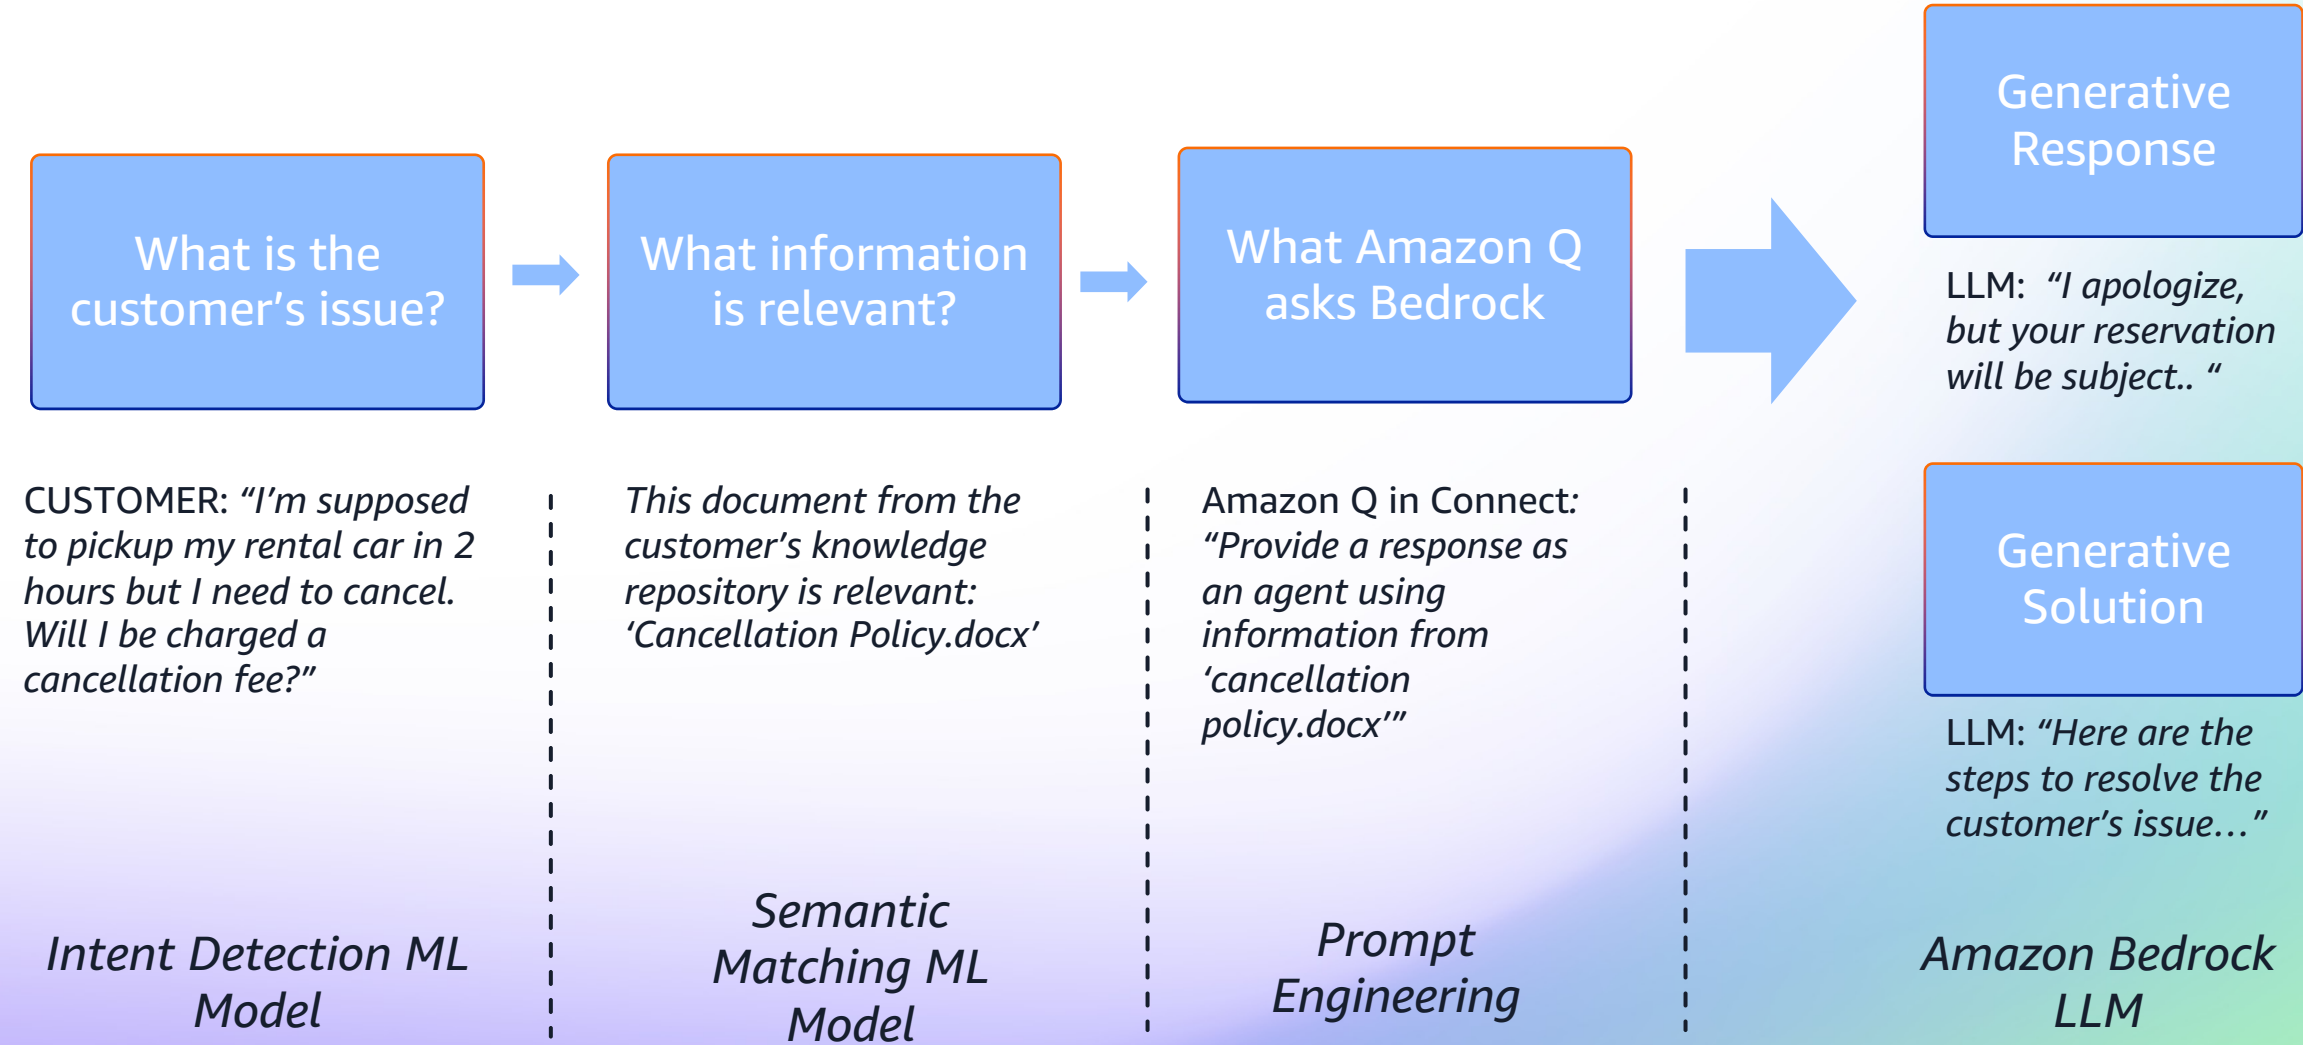 What is the
customer’s issue?
What information
is relevant?
What Amazon Q
asks Bedrock
Generative
Response
LLM:  “I apologize,
but your reservation
will be subject.. “
CUSTOMER: “I’m supposed
to pickup my rental car in 2
hours but I need to cancel.
Will I be charged a
cancellation fee?”
This document from the
customer’s knowledge
repository is relevant:
‘Cancellation Policy.docx’
Amazon Q in Connect:
“Provide a response as
an agent using
information from
‘cancellation
policy.docx’”
Generative
Solution
LLM: “Here are the
steps to resolve the
customer’s issue…”
Intent Detection ML
Model
Semantic
Matching ML
Model
Prompt
Engineering
Amazon Bedrock
LLM